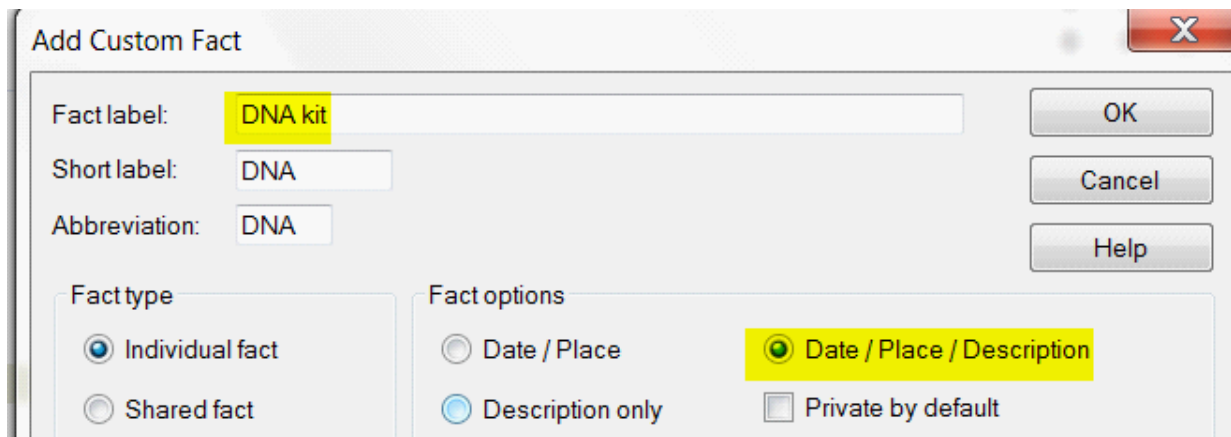 Add Custom Fact
Fact label: DNA kit
OK
Short label: DNA
Cancel
Abbreviation: DNA
Help
Fact type
Fact options
Individual fact
Date / Place
Date / Place / Description
Shared fact
Description only
Private by default